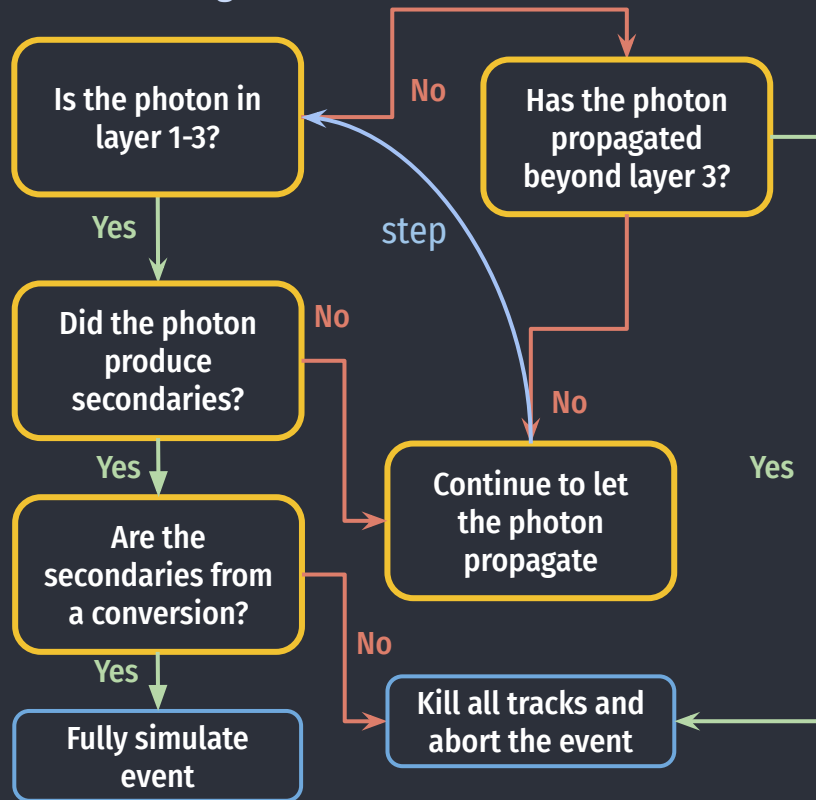 Is the photon in
layer 1-3?
No
Has the photon
propagated
beyond layer 3?
Yes
step
Did the photon
produce
secondaries?
No
No
Yes
Continue to let
the photon
propagate
Yes
Are the
secondaries from
a conversion?
No
Yes
Kill all tracks and
abort the event
Fully simulate
event